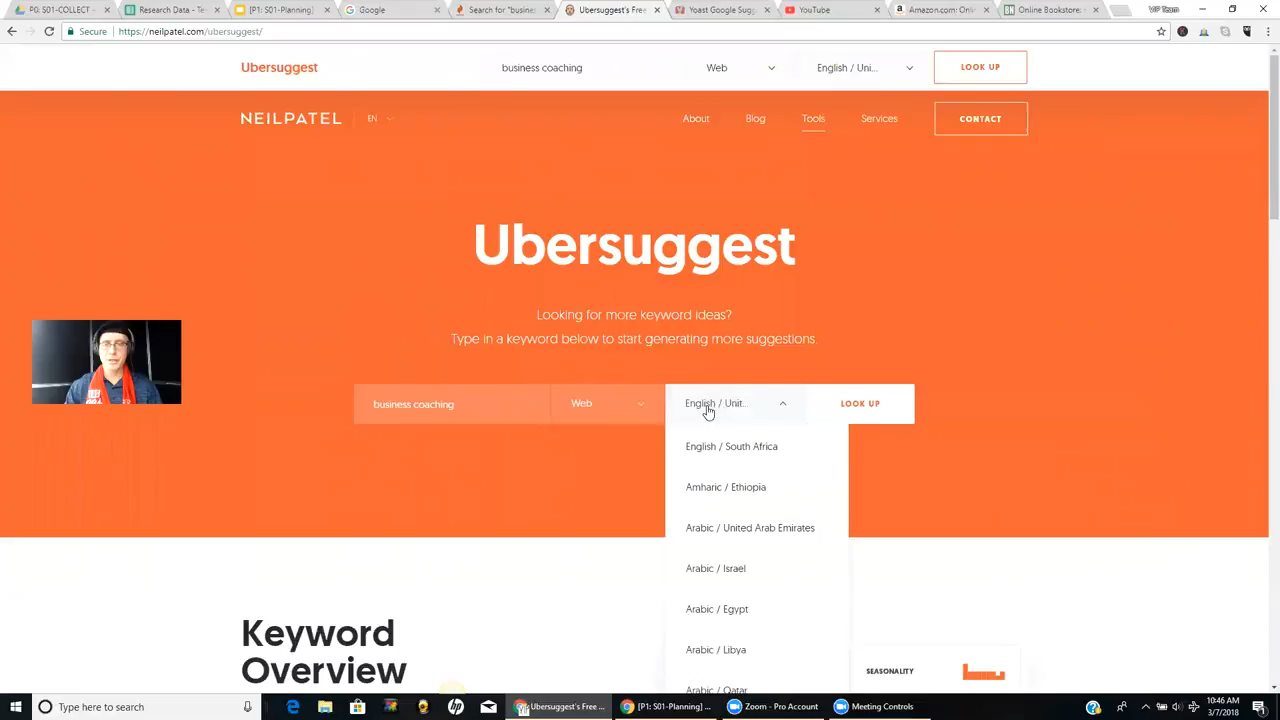 P.O. S01-COLLECT -
Research Data - Te
[P1: S01-Planning]
Google
Search for "busines
Ubersuggest's Free
Yoast Google Sugg
YouTube
Amazon.com: Onlin
Online Bookstore:
VIP Team
Secure
https://neilpatel.com/ubersuggest/
Ubersuggest
business coaching
Web
English / Uni...
LOOK UP
NEILPATEL
EN
About
Blog
Tools
Services
CONTACT
Ubersuggest
Looking for more keyword ideas?
Type in a keyword below to start generating more suggestions.
business coaching
Web
English / Unit...
LOOK UP
English / South Africa
Amharic / Ethiopia
Arabic / United Arab Emirates
Arabic / Israel
Arabic / Egypt
Arabic / Libya
Arabic / Qatar
Keyword
Overview
SEASONALITY
Type here to search
Ubersuggest's Free ...
[P1: S01-Planning] ...
Zoom - Pro Account
Meeting Controls
10:46 AM
3/7/2018